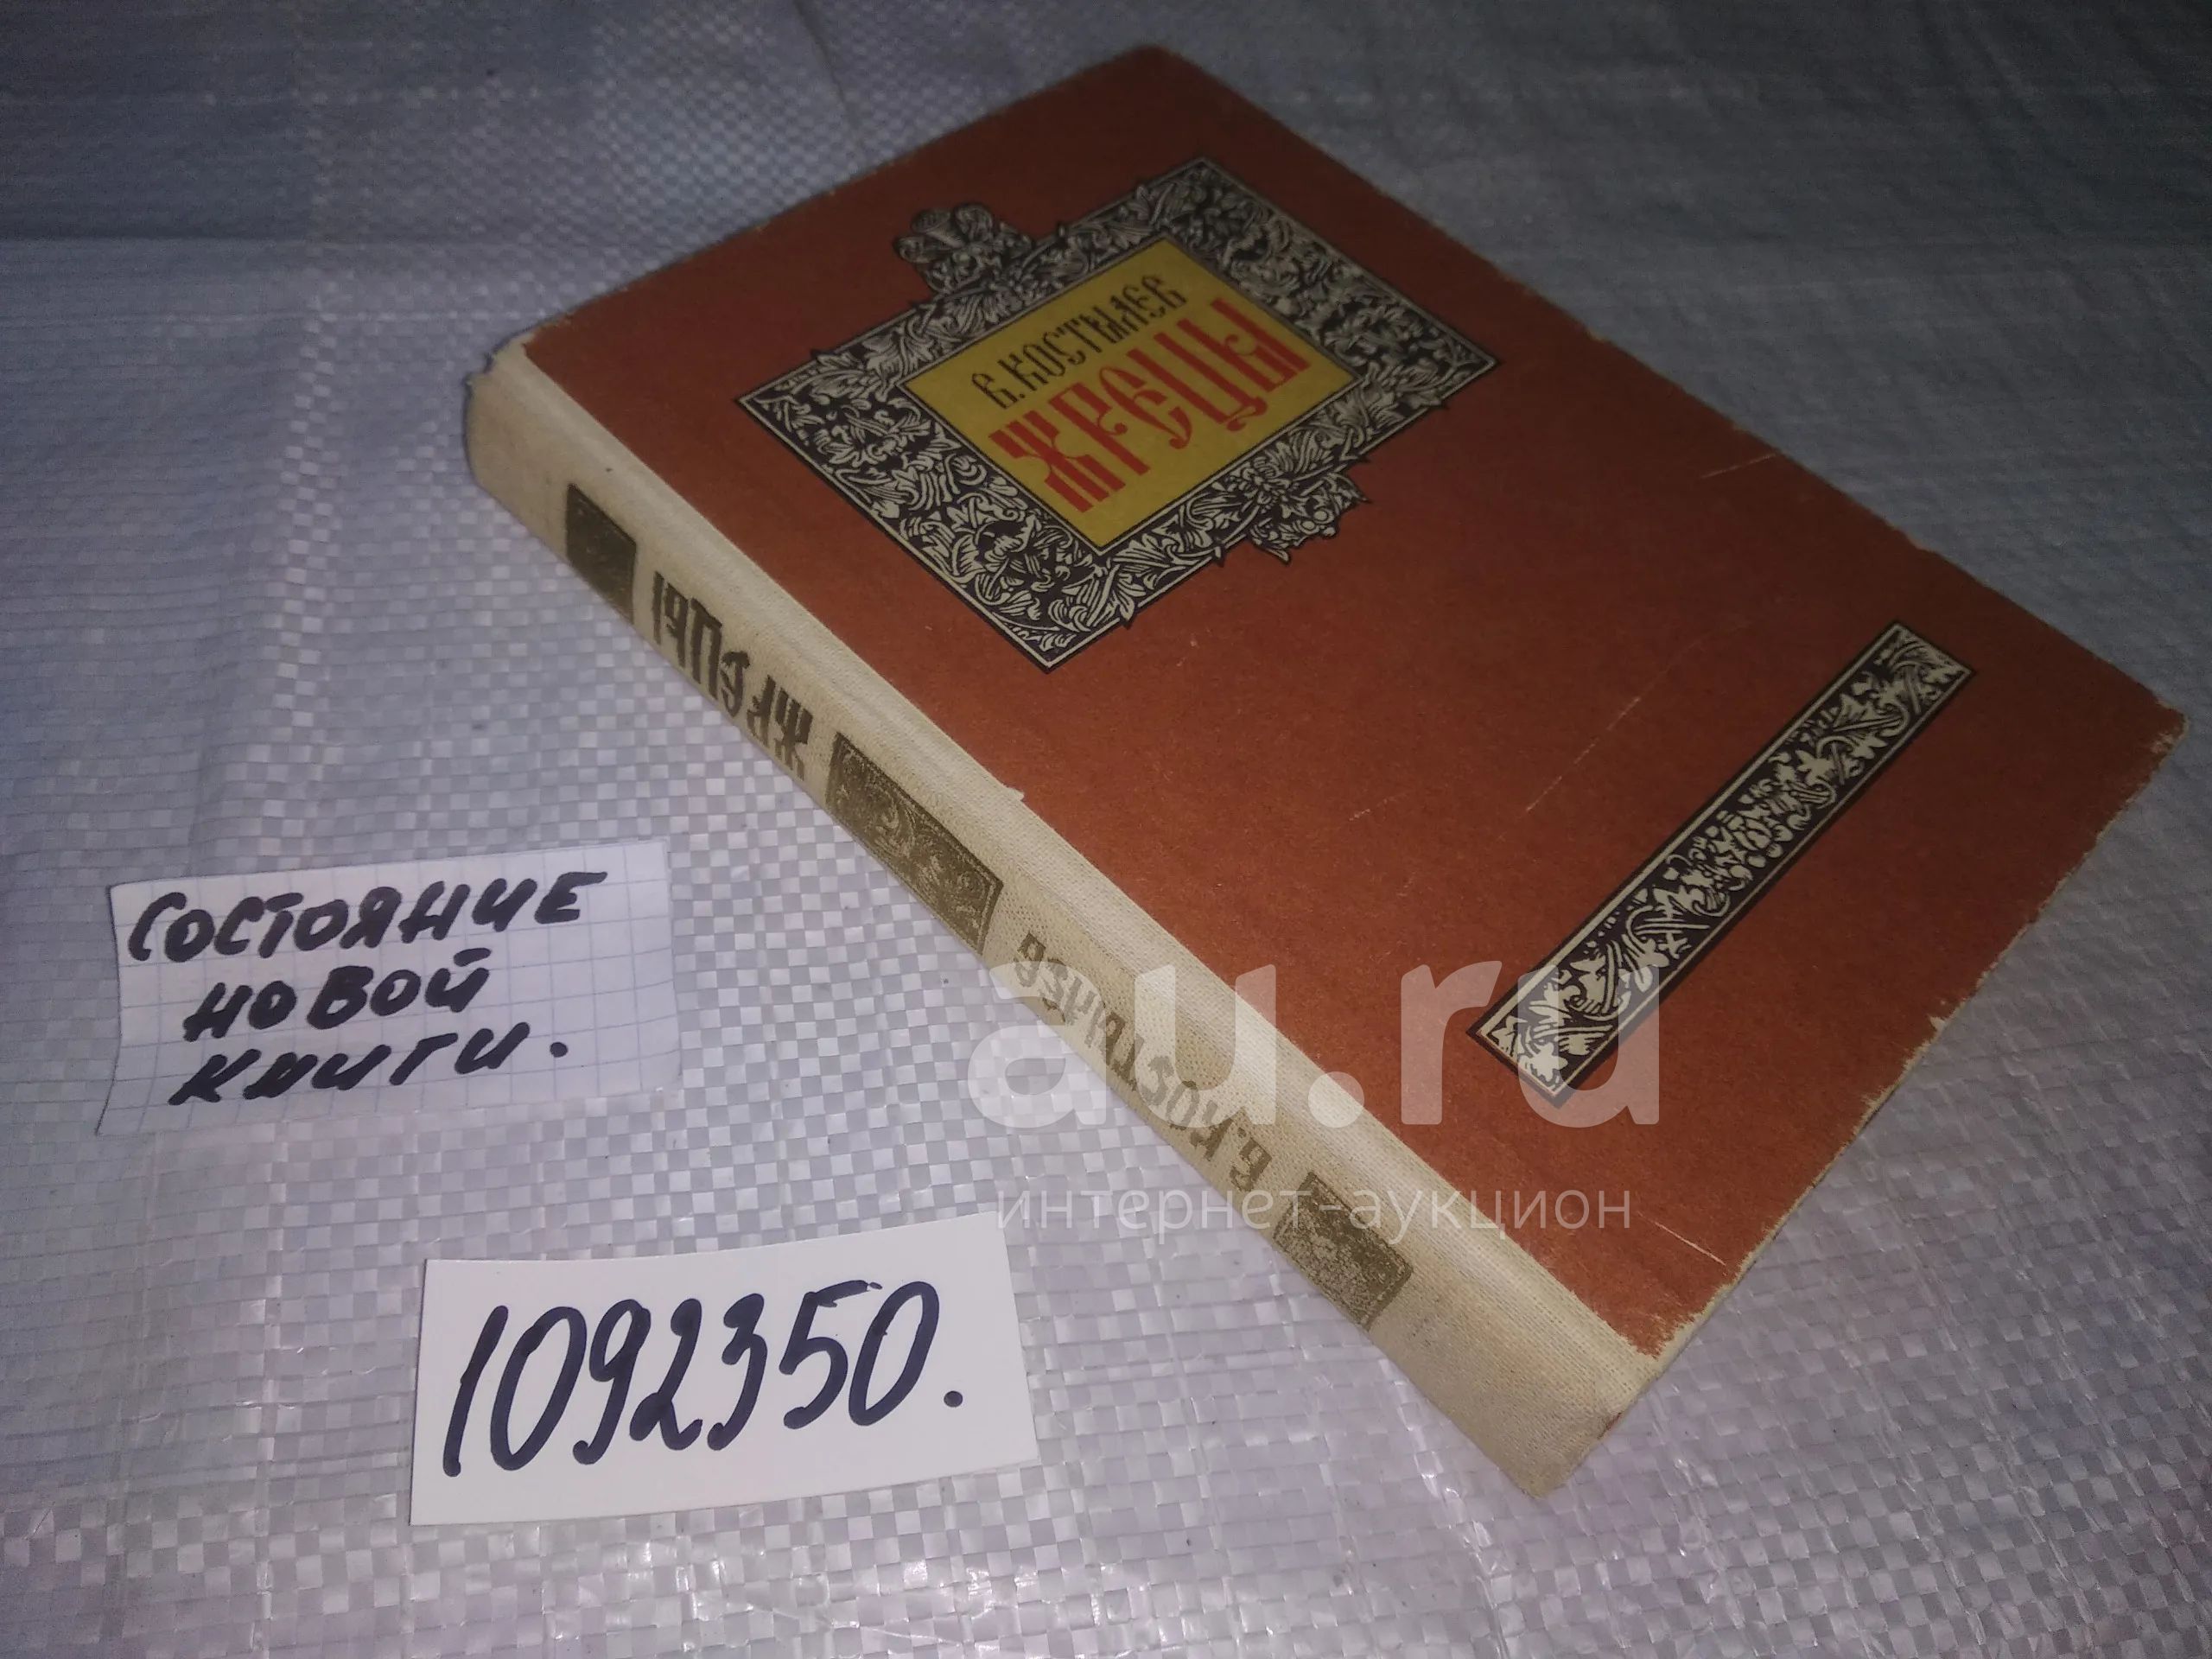 В. КОСТЫЛЕВ
ЖРЕЦЫ
ЖРЕЦЫ
В. КОСТЫЛЕВ
СОСТОЯНИЕ
НОВОЙ
КНИГИ.
1092350.
au.ru
интернет-аукцион